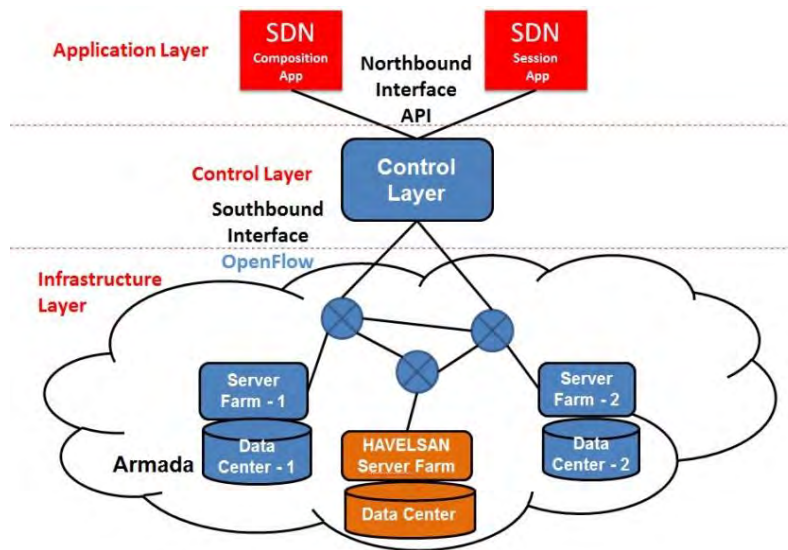 SDN
Composition
App
SDN
Session
App
Application Layer
Northbound
Interface
API
Control Layer
Control
Layer
Southbound
Interface
OpenFlow
Infrastructure
Layer
Server
Farm - 1
Data
Center - 1
Armada
HAVELSAN
Server Farm
Data Center
Server
Farm - 2
Data
Center - 2